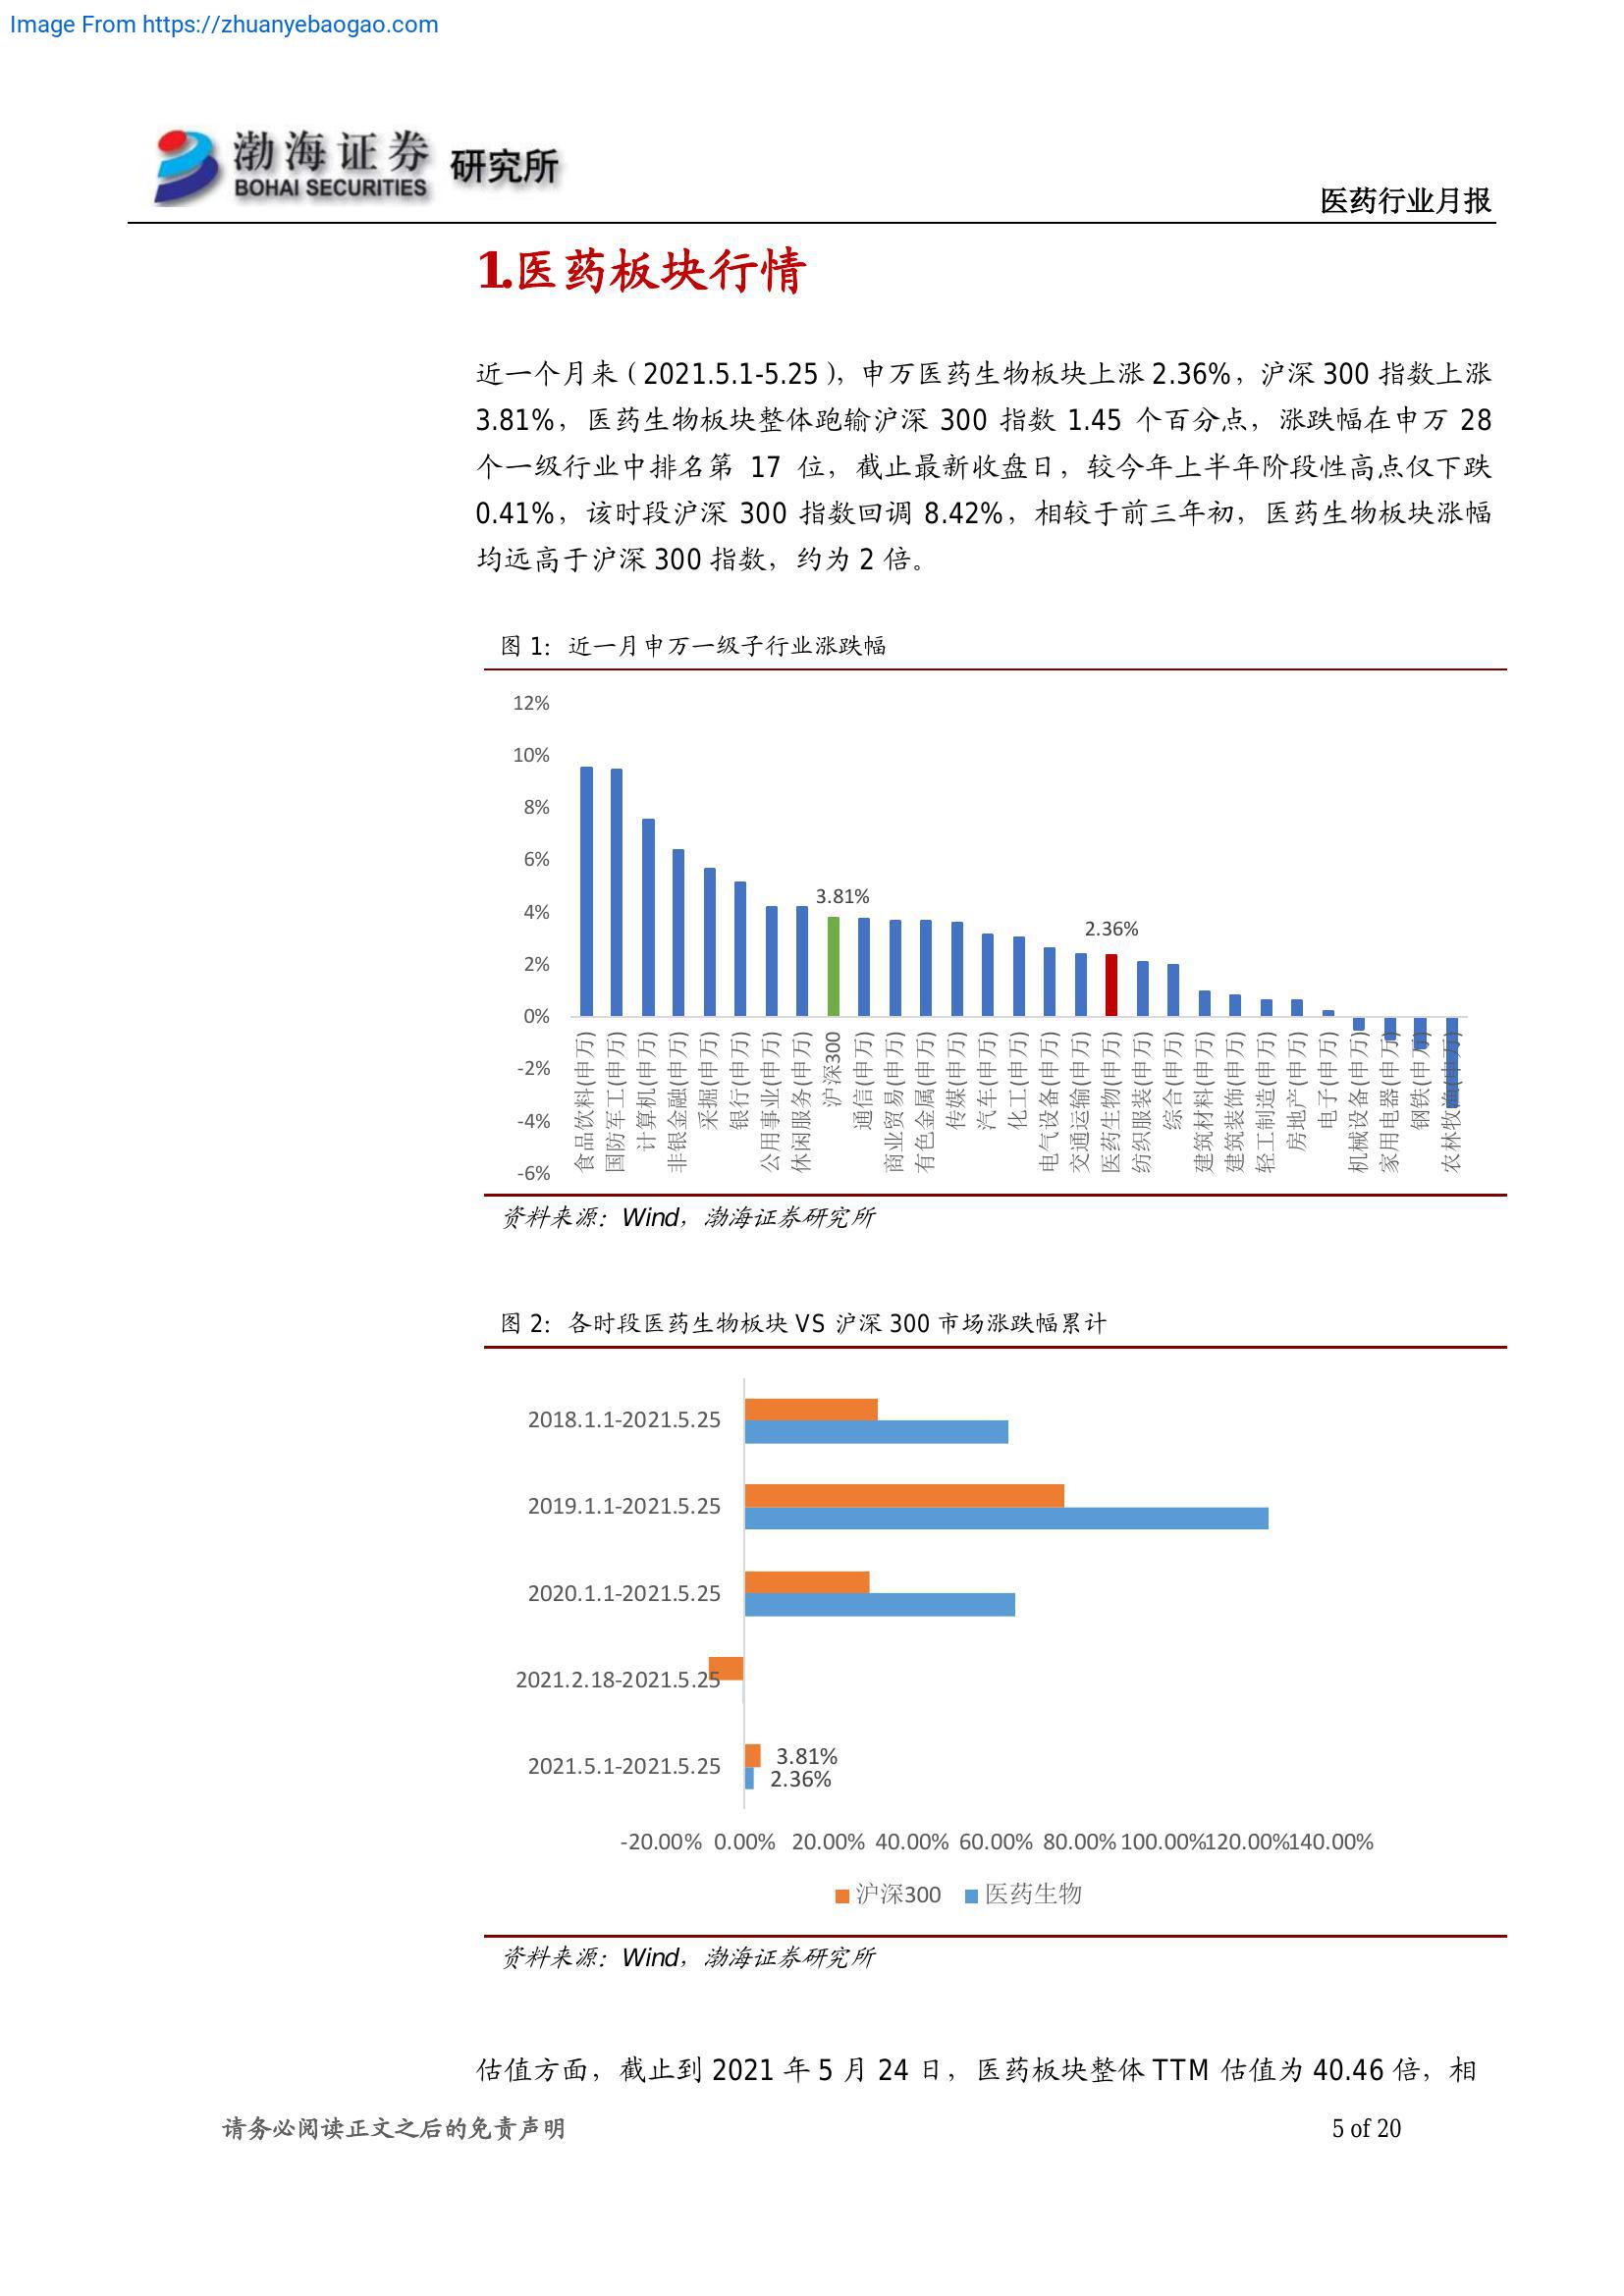 Image From https://zhuanyebaogao.com
渤海证券 研究所
BOHAI SECURITIES
医药行业月报
1.医药板块行情
近一个月来（2021.5.1-5.25），申万医药生物板块上涨 2.36%，沪深 300 指数上涨
3.81%，医药生物板块整体跑输沪深 300 指数 1.45 个百分点，涨跌幅在申万 28
个一级行业中排名第 17 位，截止最新收盘日，较今年上半年阶段性高点仅下跌
0.41%，该时段沪深 300 指数回调 8.42%，相较于前三年初，医药生物板块涨幅
均远高于沪深 300 指数，约为 2 倍。
图 1：近一月申万一级子行业涨跌幅
12%
10%
8%
6%
4%
2%
0%
-2%
-4%
-6%
3.81%
2.36%
食品饮料(申万)
国防军工(申万)
计算机(申万)
非银金融(申万)
采掘(申万)
银行(申万)
公用事业(申万)
休闲服务(申万)
沪深300
通信(申万)
商业贸易(申万)
有色金属(申万)
传媒(申万)
汽车(申万)
化工(申万)
电气设备(申万)
交通运输(申万)
医药生物(申万)
纺织服装(申万)
综合(申万)
建筑材料(申万)
建筑装饰(申万)
轻工制造(申万)
房地产(申万)
电子(申万)
机械设备(申万)
家用电器(申万)
钢铁(申万)
农林牧渔(申万)
资料来源：Wind，渤海证券研究所
图 2：各时段医药生物板块 VS 沪深 300 市场涨跌幅累计
2018.1.1-2021.5.25
2019.1.1-2021.5.25
2020.1.1-2021.5.25
2021.2.18-2021.5.25
2021.5.1-2021.5.25
3.81%
2.36%
-20.00% 0.00% 20.00% 40.00% 60.00% 80.00% 100.00% 120.00% 140.00%
沪深300 医药生物
资料来源：Wind，渤海证券研究所
估值方面，截止到 2021 年 5 月 24 日，医药板块整体 TTM 估值为 40.46 倍，相
请务必阅读正文之后的免责声明
5 of 20